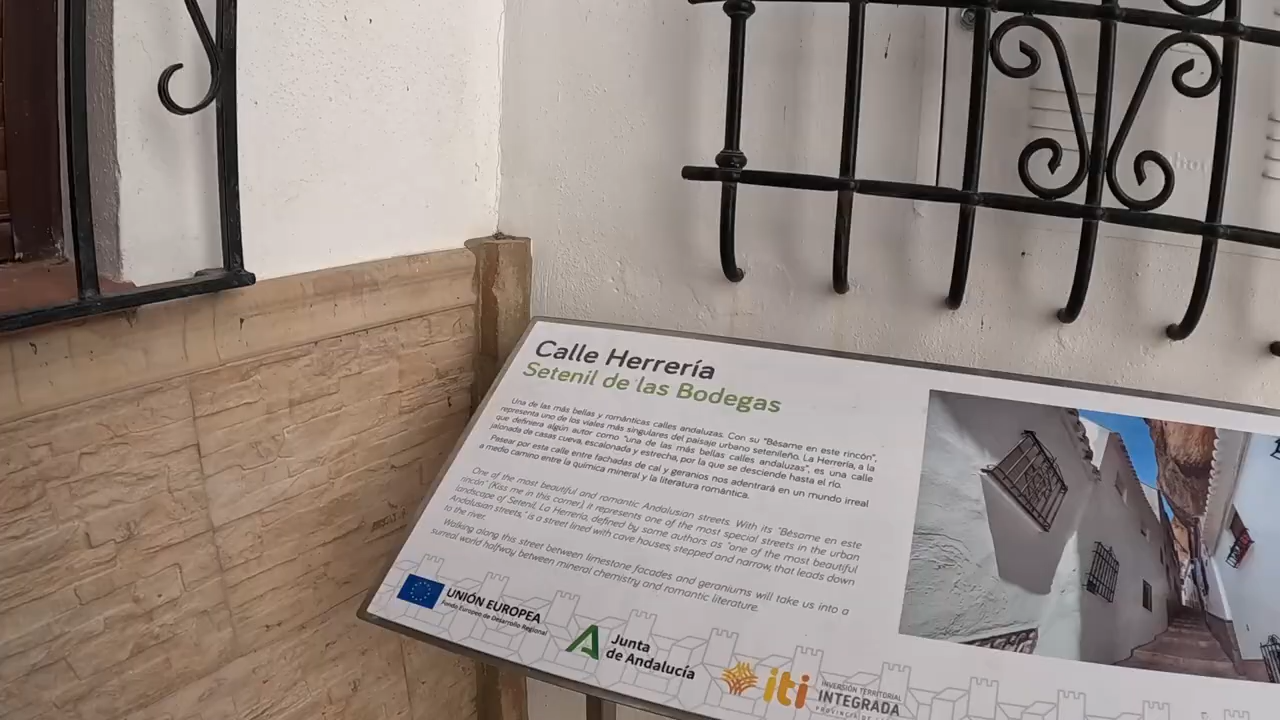 Calle Herrería
Setenil de las Bodegas
Una de las más bellas y románticas calles andaluzas. Con su "Bésame en este rincón",
representa uno de los viales más singulares del paisaje urbano setenileño. La Herrería, a la
que definiera algún autor como "una de las más bellas calles andaluzas", es una calle
jalonada de casas cueva, escalonada y estrecha, por la que se desciende hasta el río.
Pasear por esta calle entre fachadas de cal y geranios nos adentrará en un mundo irreal
a medio camino entre la química mineral y la literatura romántica.
One of the most beautiful and romantic Andalusian streets. With its "Bésame en este
rincón" (Kiss me in this corner), it represents one of the most special streets in the urban
landscape of Setenil. La Herrería, defined by some authors as "one of the most beautiful
Andalusian streets," is a street lined with cave houses, stepped and narrow, that leads down
to the river.
Walking along this street between limestone facades and geraniums will take us into a
surreal world halfway between mineral chemistry and romantic literature.
UNIÓN EUROPEA
Fondo Europeo de Desarrollo Regional
Junta
de Andalucía
iti
INVERSIÓN TERRITORIAL
INTEGRADA
PROVINCIA DE